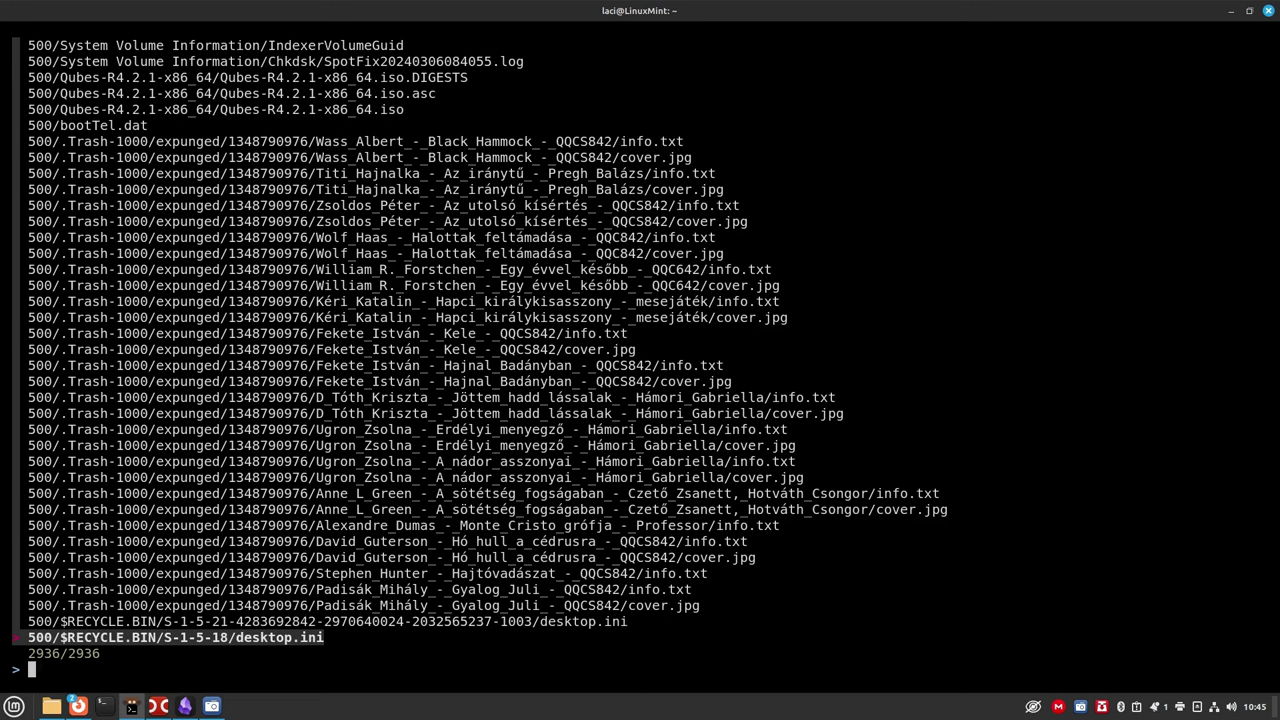 laci@LinuxMint: ~
500/System Volume Information/IndexerVolumeGuid
500/System Volume Information/Chkdsk/SpotFix20240306084055.log
500/Qubes-R4.2.1-x86_64/Qubes-R4.2.1-x86_64.iso.DIGESTS
500/Qubes-R4.2.1-x86_64/Qubes-R4.2.1-x86_64.iso.asc
500/Qubes-R4.2.1-x86_64/Qubes-R4.2.1-x86_64.iso
500/bootTel.dat
500/.Trash-1000/expunged/1348790976/Wass_Albert_-_Black_Hammock_-_QQCS842/info.txt
500/.Trash-1000/expunged/1348790976/Wass_Albert_-_Black_Hammock_-_QQCS842/cover.jpg
500/.Trash-1000/expunged/1348790976/Titi_Hajnalka_-_Az_iránytű_-_Pregh_Balázs/info.txt
500/.Trash-1000/expunged/1348790976/Titi_Hajnalka_-_Az_iránytű_-_Pregh_Balázs/cover.jpg
500/.Trash-1000/expunged/1348790976/Zsoldos_Péter_-_Az_utolsó_kísértés_-_QQCS842/info.txt
500/.Trash-1000/expunged/1348790976/Zsoldos_Péter_-_Az_utolsó_kísértés_-_QQCS842/cover.jpg
500/.Trash-1000/expunged/1348790976/Wolf_Haas_-_Halottak_feltámadása_-_QQC842/info.txt
500/.Trash-1000/expunged/1348790976/Wolf_Haas_-_Halottak_feltámadása_-_QQC842/cover.jpg
500/.Trash-1000/expunged/1348790976/William_R._Forstchen_-_Egy_évvel_később_-_QQC642/info.txt
500/.Trash-1000/expunged/1348790976/William_R._Forstchen_-_Egy_évvel_később_-_QQC642/cover.jpg
500/.Trash-1000/expunged/1348790976/Kéri_Katalin_-_Hapci_királykisasszony_-_mesejáték/info.txt
500/.Trash-1000/expunged/1348790976/Kéri_Katalin_-_Hapci_királykisasszony_-_mesejáték/cover.jpg
500/.Trash-1000/expunged/1348790976/Fekete_István_-_Kele_-_QQCS842/info.txt
500/.Trash-1000/expunged/1348790976/Fekete_István_-_Kele_-_QQCS842/cover.jpg
500/.Trash-1000/expunged/1348790976/Fekete_István_-_Hajnal_Badányban_-_QQCS842/info.txt
500/.Trash-1000/expunged/1348790976/Fekete_István_-_Hajnal_Badányban_-_QQCS842/cover.jpg
500/.Trash-1000/expunged/1348790976/D_Tóth_Kriszta_-_Jöttem_hadd_lássalak_-_Hámori_Gabriella/info.txt
500/.Trash-1000/expunged/1348790976/D_Tóth_Kriszta_-_Jöttem_hadd_lássalak_-_Hámori_Gabriella/cover.jpg
500/.Trash-1000/expunged/1348790976/Ugron_Zsolna_-_Erdélyi_menyegző_-_Hámori_Gabriella/info.txt
500/.Trash-1000/expunged/1348790976/Ugron_Zsolna_-_Erdélyi_menyegző_-_Hámori_Gabriella/cover.jpg
500/.Trash-1000/expunged/1348790976/Ugron_Zsolna_-_A_nádor_asszonyai_-_Hámori_Gabriella/info.txt
500/.Trash-1000/expunged/1348790976/Ugron_Zsolna_-_A_nádor_asszonyai_-_Hámori_Gabriella/cover.jpg
500/.Trash-1000/expunged/1348790976/Anne_L_Green_-_A_sötétség_fogságaban_-_Czető_Zsanett,_Hotváth_Csongor/info.txt
500/.Trash-1000/expunged/1348790976/Anne_L_Green_-_A_sötétség_fogságaban_-_Czető_Zsanett,_Hotváth_Csongor/cover.jpg
500/.Trash-1000/expunged/1348790976/Alexandre_Dumas_-_Monte_Cristo_grófja_-_Professor/info.txt
500/.Trash-1000/expunged/1348790976/David_Guterson_-_Hó_hull_a_cédrusra_-_QQCS842/info.txt
500/.Trash-1000/expunged/1348790976/David_Guterson_-_Hó_hull_a_cédrusra_-_QQCS842/cover.jpg
500/.Trash-1000/expunged/1348790976/Stephen_Hunter_-_Hajtóvadászat_-_QQCS842/info.txt
500/.Trash-1000/expunged/1348790976/Padisák_Mihály_-_Gyalog_Juli_-_QQCS842/info.txt
500/.Trash-1000/expunged/1348790976/Padisák_Mihály_-_Gyalog_Juli_-_QQCS842/cover.jpg
500/$RECYCLE.BIN/S-1-5-21-4283692842-2970640024-2032565237-1003/desktop.ini
> 500/$RECYCLE.BIN/S-1-5-18/desktop.ini
2936/2936
>
2
1
10:45